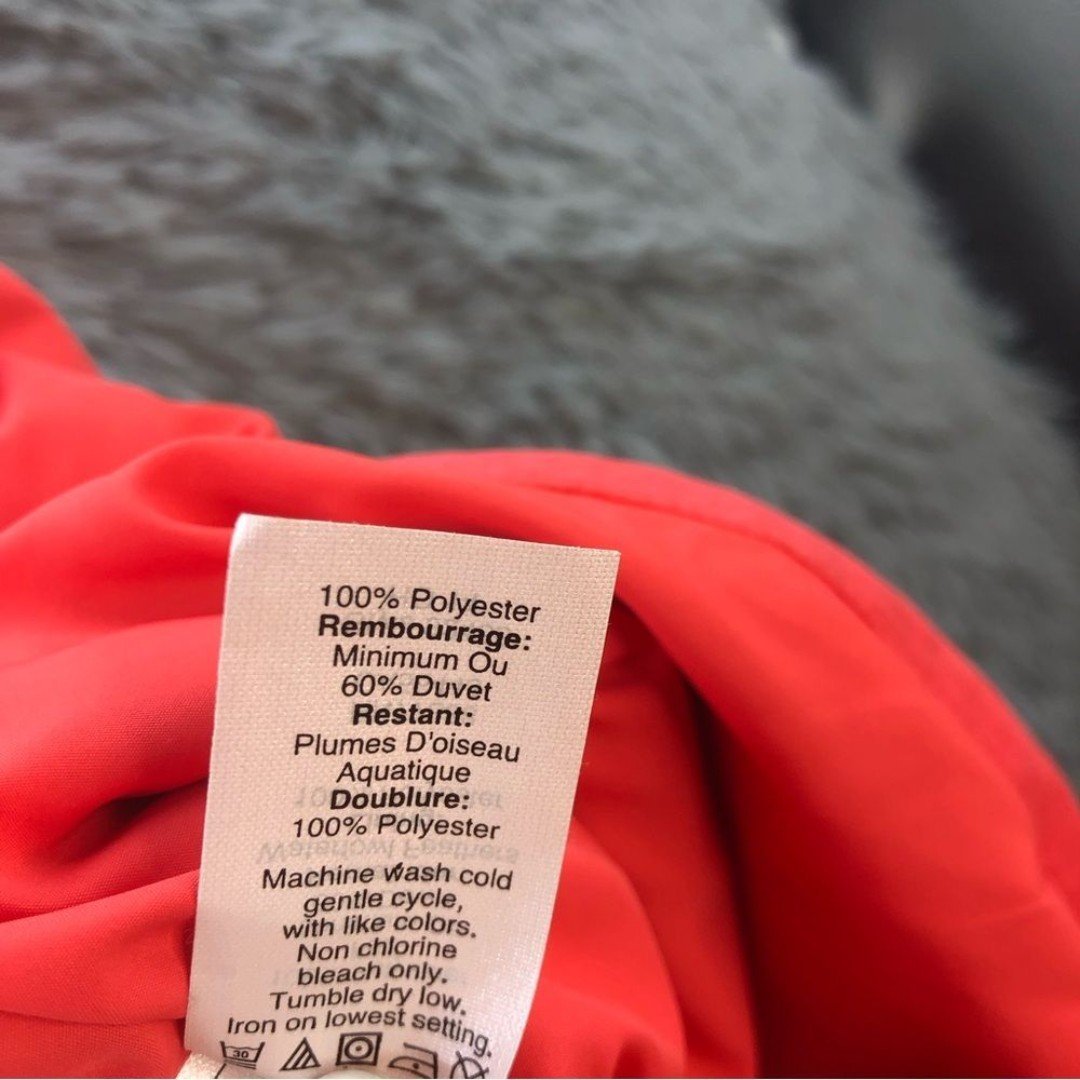 100% Polyester
Rembourrage:
Minimum Ou
60% Duvet
Restant:
Plumes D'oiseau
Aquatique
Doublure:
100% Polyester
Machine wash cold
gentle cycle,
with like colors.
Non chlorine
bleach only.
Tumble dry low.
Iron on lowest setting.
30